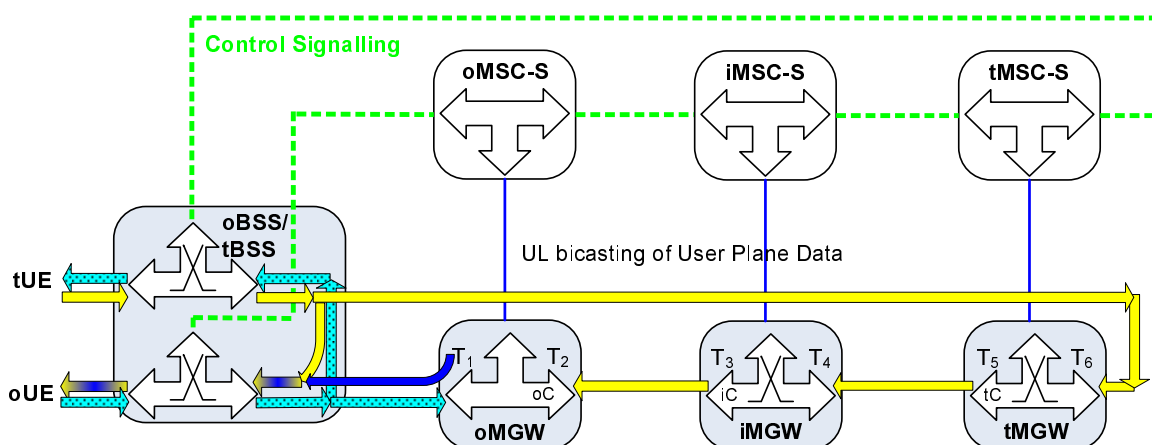 Control Signalling
oMSC-S
iMSC-S
tMSC-S
oBSS/
tBSS
UL bicasting of User Plane Data
tUE
T1
T2
T3
T4
T5
T6
oUE
oC
iC
tC
oMGW
iMGW
tMGW